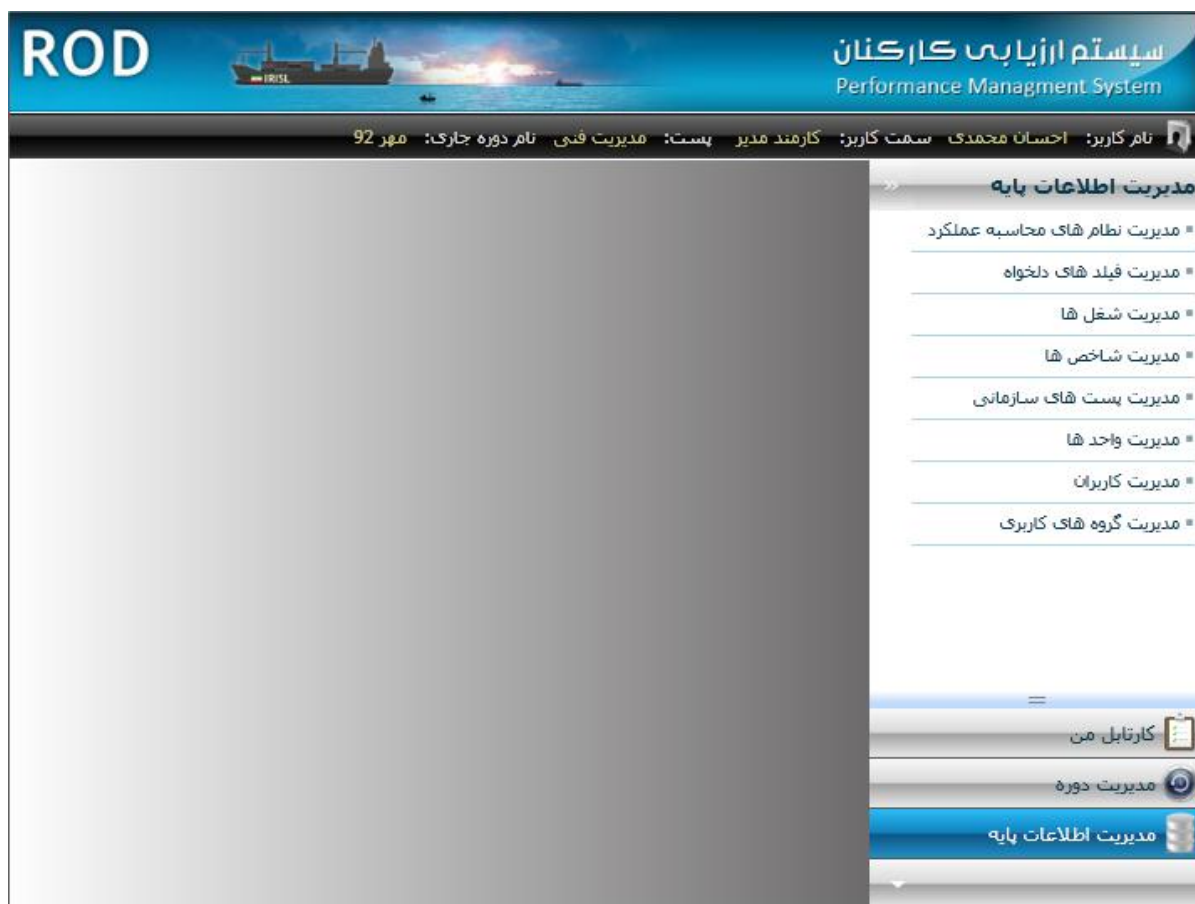 ROD
IRISL
سیستم ارزیابی کارکنان
Performance Managment System
نام کاربر: احسان محمدی سمت کاربر: کارمند مدیر پست: مدیریت فنی نام دوره جاری: مهر 92
مدیریت اطلاعات پایه
مدیریت نظام های محاسبه عملکرد
مدیریت فیلد های دلخواه
مدیریت شغل ها
مدیریت شاخص ها
مدیریت پست های سازمانی
مدیریت واحد ها
مدیریت کاربران
مدیریت گروه های کاربری
کارتابل من
مدیریت دوره
مدیریت اطلاعات پایه